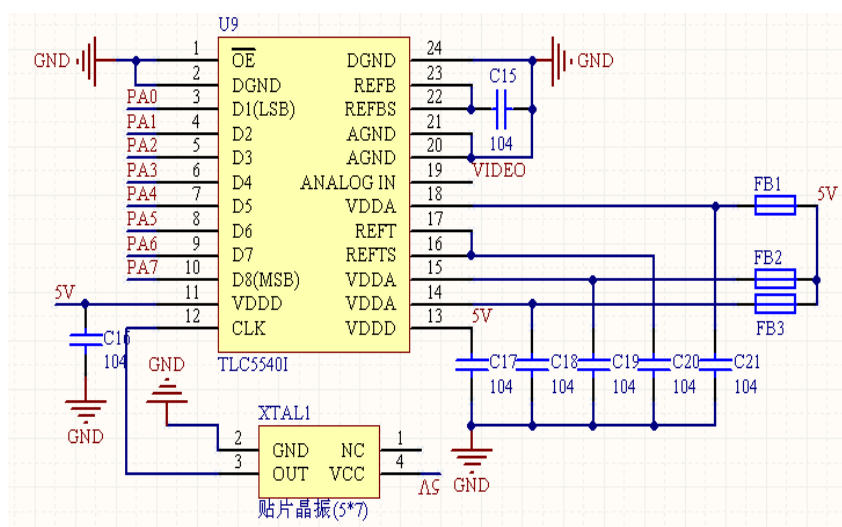 U9
GND
1
OE
DGND
24
GND
2
DGND
REFB
23
C15
PA0
3
D1(LSB)
REFBS
22
PA1
4
D2
AGND
21
104
PA2
5
D3
AGND
20
VIDEO
PA3
6
D4
ANALOG IN
19
PA4
7
D5
VDDA
18
FB1
5V
PA5
8
D6
REFT
17
PA6
9
D7
REFTS
16
PA7
10
D8(MSB)
VDDA
15
FB2
5V
11
VDDD
VDDA
14
5V
FB3
12
CLK
VDDD
13
C16
104
GND
TLC5540I
C17
104
C18
104
C19
104
C20
104
C21
104
GND
XTAL1
2
GND
NC
1
3
OUT
VCC
4
5V
GND
贴片晶振(5*7)